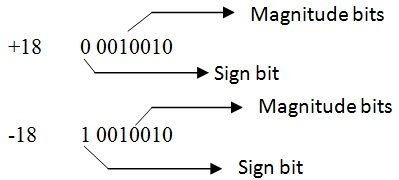 Magnitude bits
+18 0 0010010
Sign bit
Magnitude bits
-18 1 0010010
Sign bit